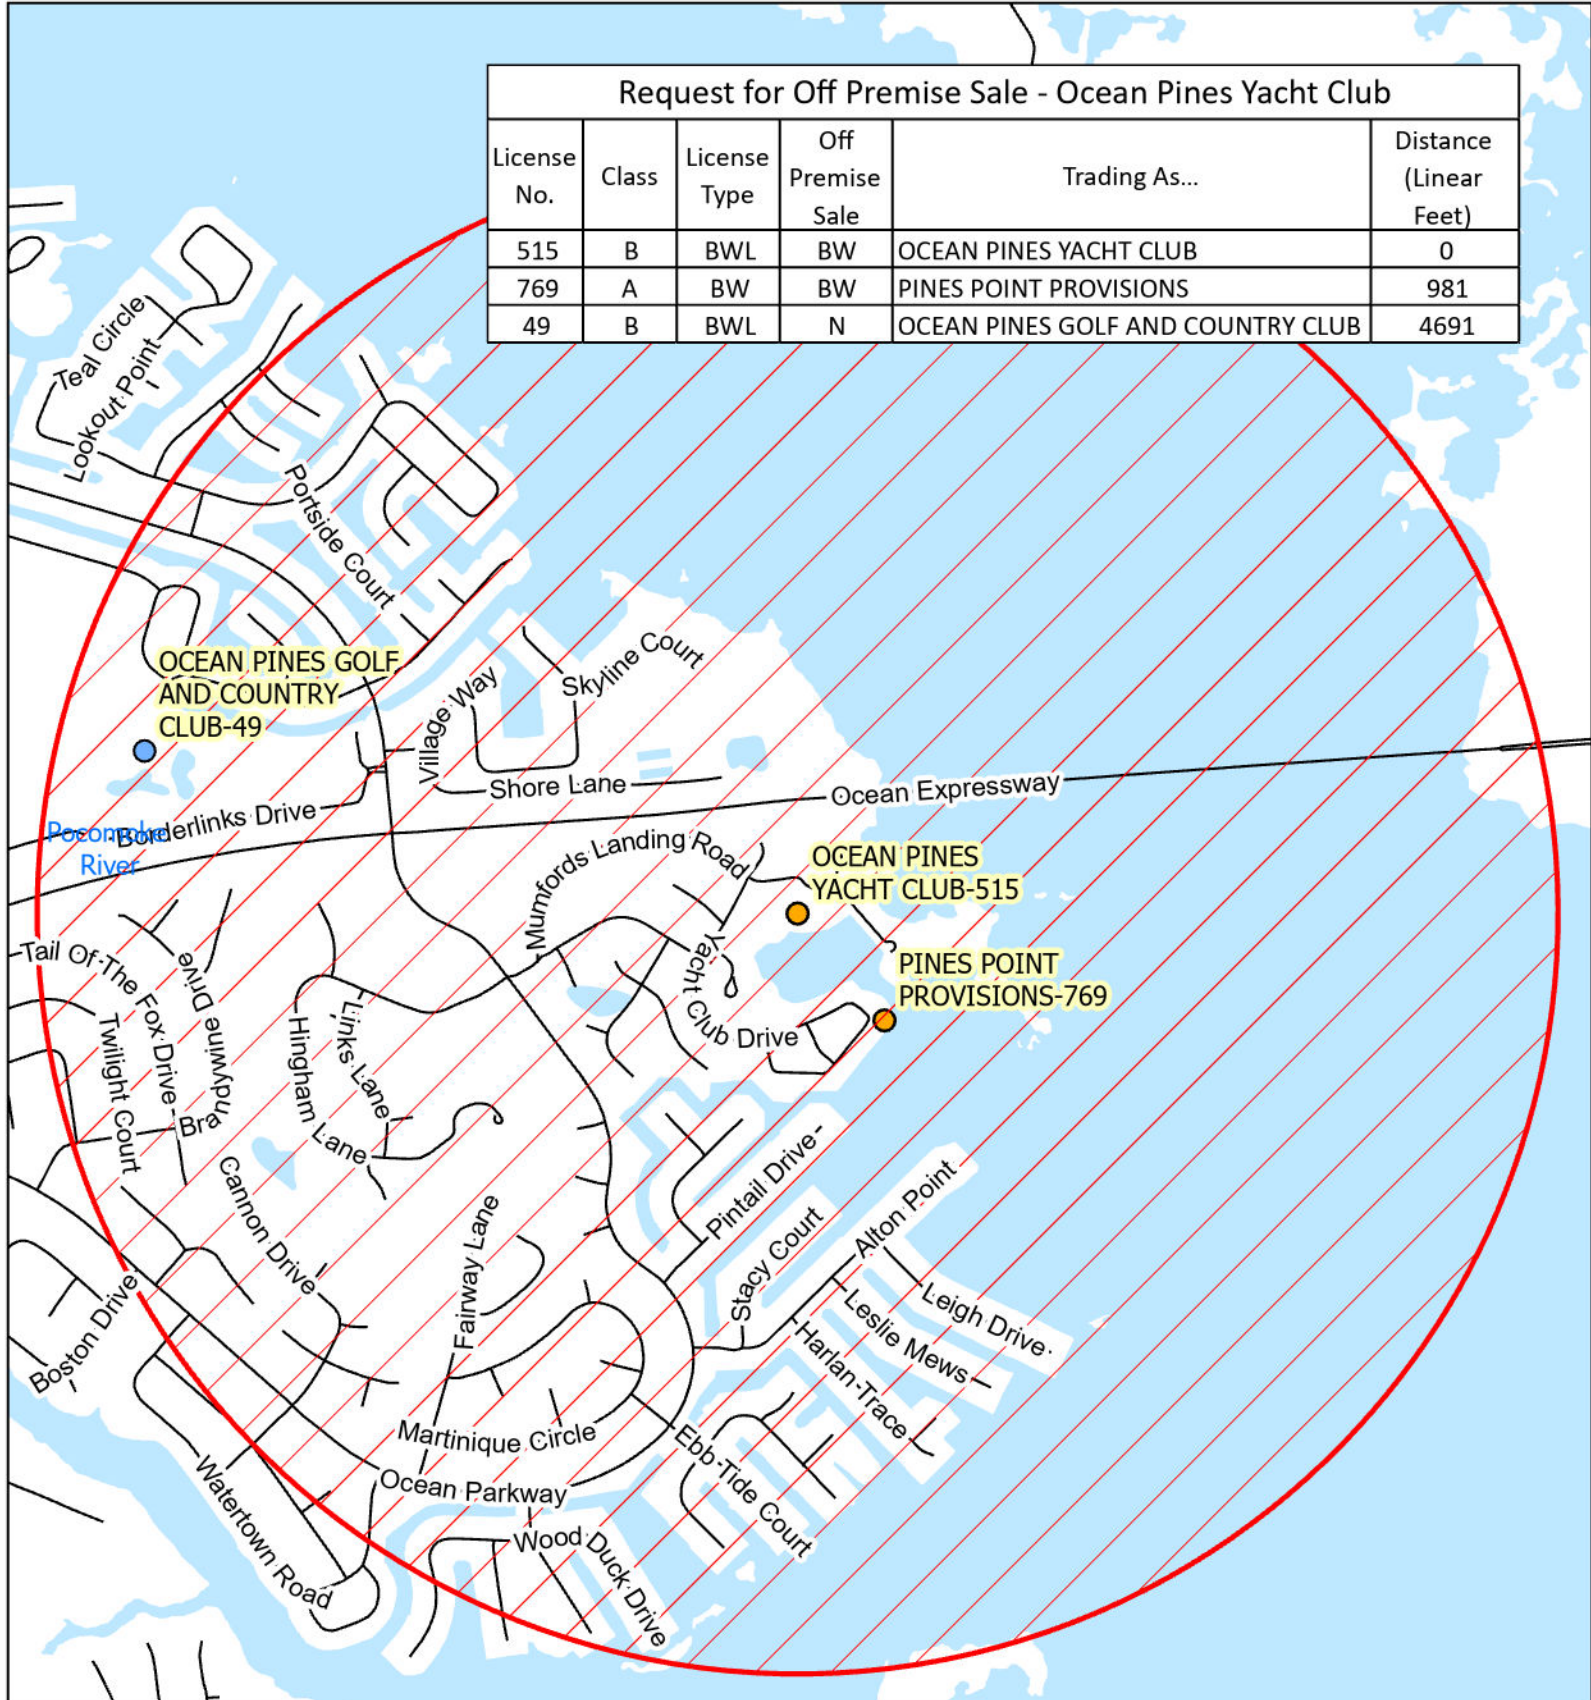 Request for Off Premise Sale - Ocean Pines Yacht Club
License No. Class License Type Off Premise Sale Trading As... Distance (Linear Feet)
515 B BWL BW OCEAN PINES YACHT CLUB 0
769 A BW BW PINES POINT PROVISIONS 981
49 B BWL N OCEAN PINES GOLF AND COUNTRY CLUB 4691
Teal Circle
Lookout Point
Portside Court
OCEAN PINES GOLF
AND COUNTRY
CLUB-49
Village Way
Skyline Court
Shore Lane
Ocean Expressway
Borderlinks Drive
Pocomoke
River
Mumfords Landing Road
OCEAN PINES
YACHT CLUB-515
PINES POINT
PROVISIONS-769
Yacht Club Drive
Tail Of The Fox Drive
Twilight Court
Brandywine Drive
Hingham Lane
Links Lane
Cannon Drive
Fairway Lane
Pintail Drive
Stacy Court
Alton Point
Leigh Drive
Leslie Mews
Harlan Trace
Boston Drive
Martinique Circle
Ocean Parkway
Ebb Tide Court
Watertown Road
Wood Duck Drive